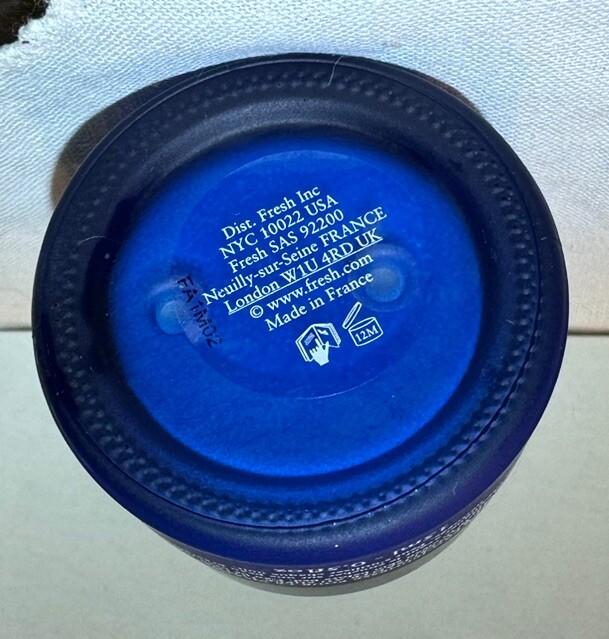 Dist. Fresh Inc
NYC 10022 USA
Fresh SAS 92200
Neuilly-sur-Seine FRANCE
London W1U 4RD UK
© www.fresh.com
Made in France
12M